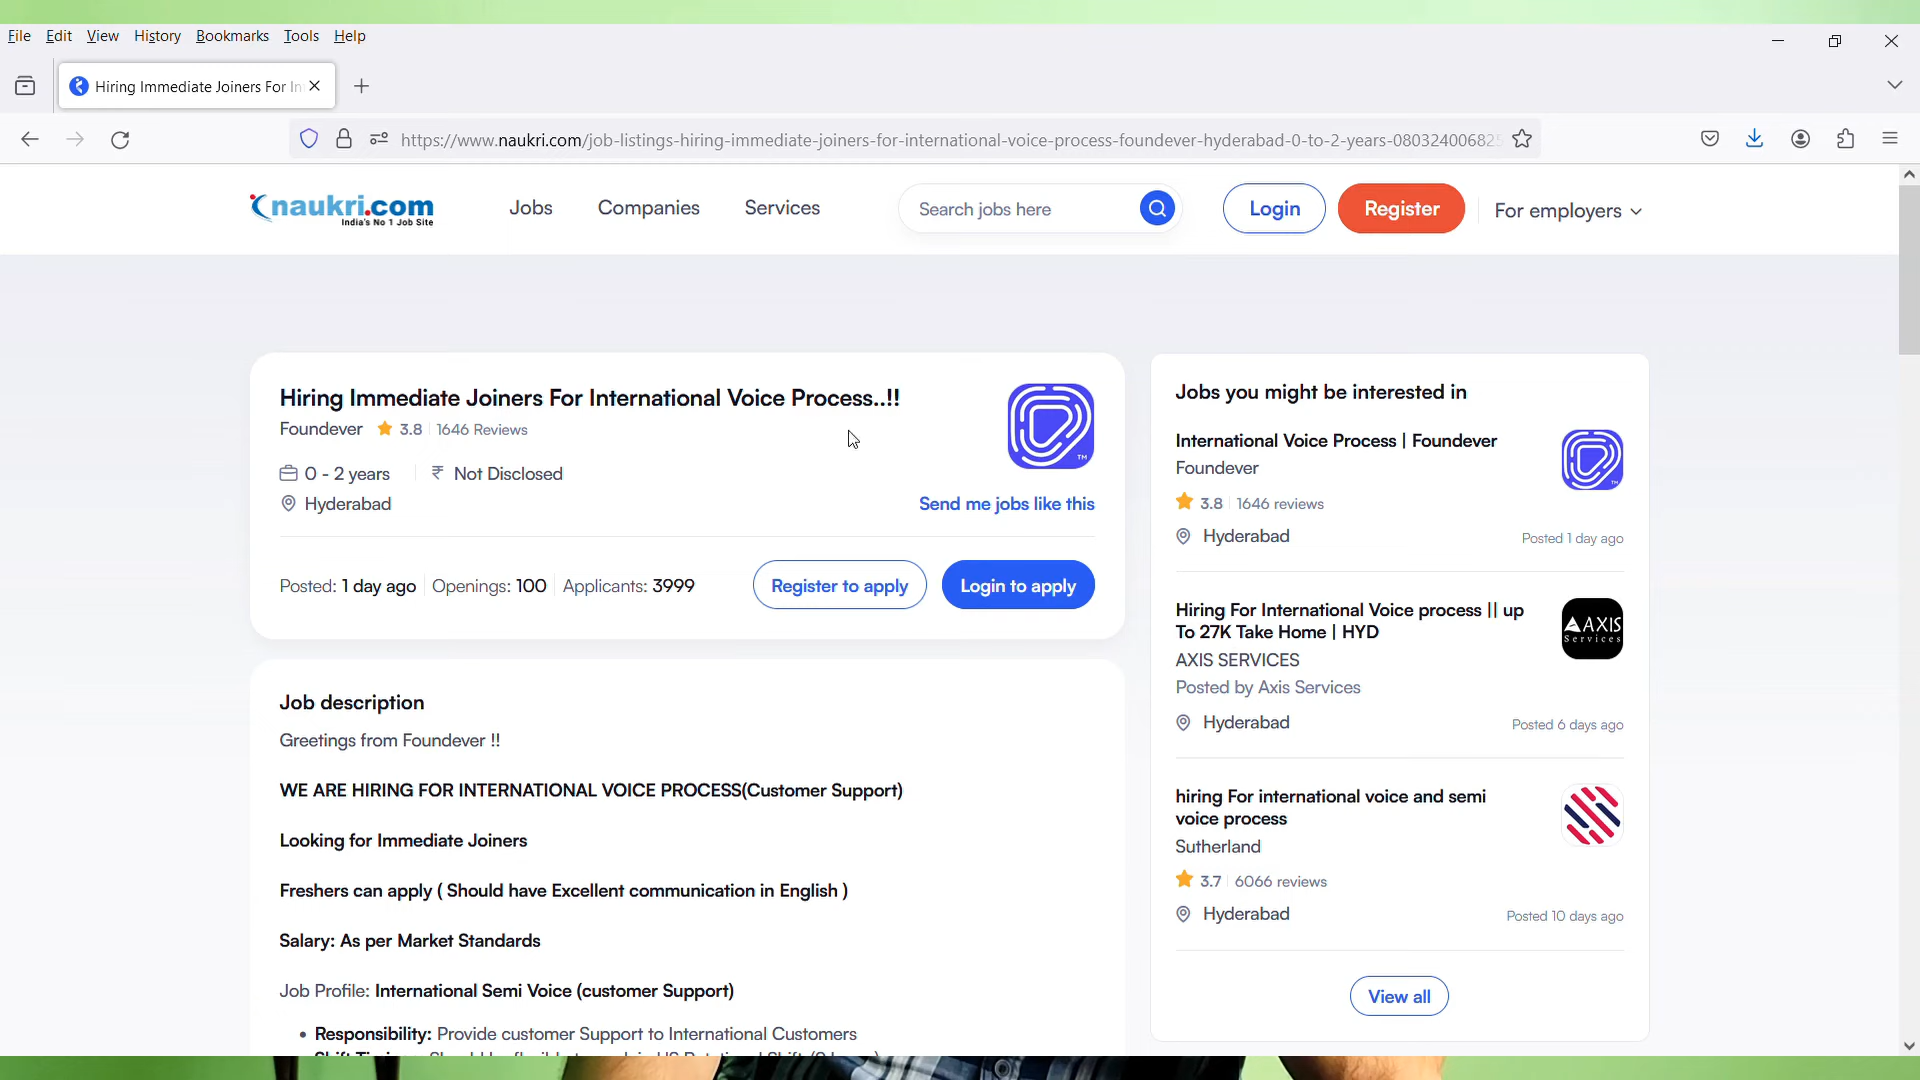 File Edit View History Bookmarks Tools Help
Hiring Immediate Joiners For In
https://www.naukri.com/job-listings-hiring-immediate-joiners-for-international-voice-process-foundever-hyderabad-0-to-2-years-080324006825
naukri.com
India's No 1 Job Site
Jobs Companies Services
Search jobs here
Login
Register
For employers
Hiring Immediate Joiners For International Voice Process..!!
Foundever 3.8 1646 Reviews
0 - 2 years ₹ Not Disclosed
Hyderabad
Send me jobs like this
Posted: 1 day ago Openings: 100 Applicants: 3999
Register to apply
Login to apply
Job description
Greetings from Foundever !!
WE ARE HIRING FOR INTERNATIONAL VOICE PROCESS(Customer Support)
Looking for Immediate Joiners
Freshers can apply ( Should have Excellent communication in English )
Salary: As per Market Standards
Job Profile: International Semi Voice (customer Support)
• Responsibility: Provide customer Support to International Customers
Jobs you might be interested in
International Voice Process | Foundever
Foundever
3.8 1646 reviews
Hyderabad
Posted 1 day ago
Hiring For International Voice process || up
To 27K Take Home | HYD
AXIS SERVICES
Posted by Axis Services
AXIS
Services
Hyderabad
Posted 6 days ago
hiring For international voice and semi
voice process
Sutherland
3.7 6066 reviews
Hyderabad
Posted 10 days ago
View all